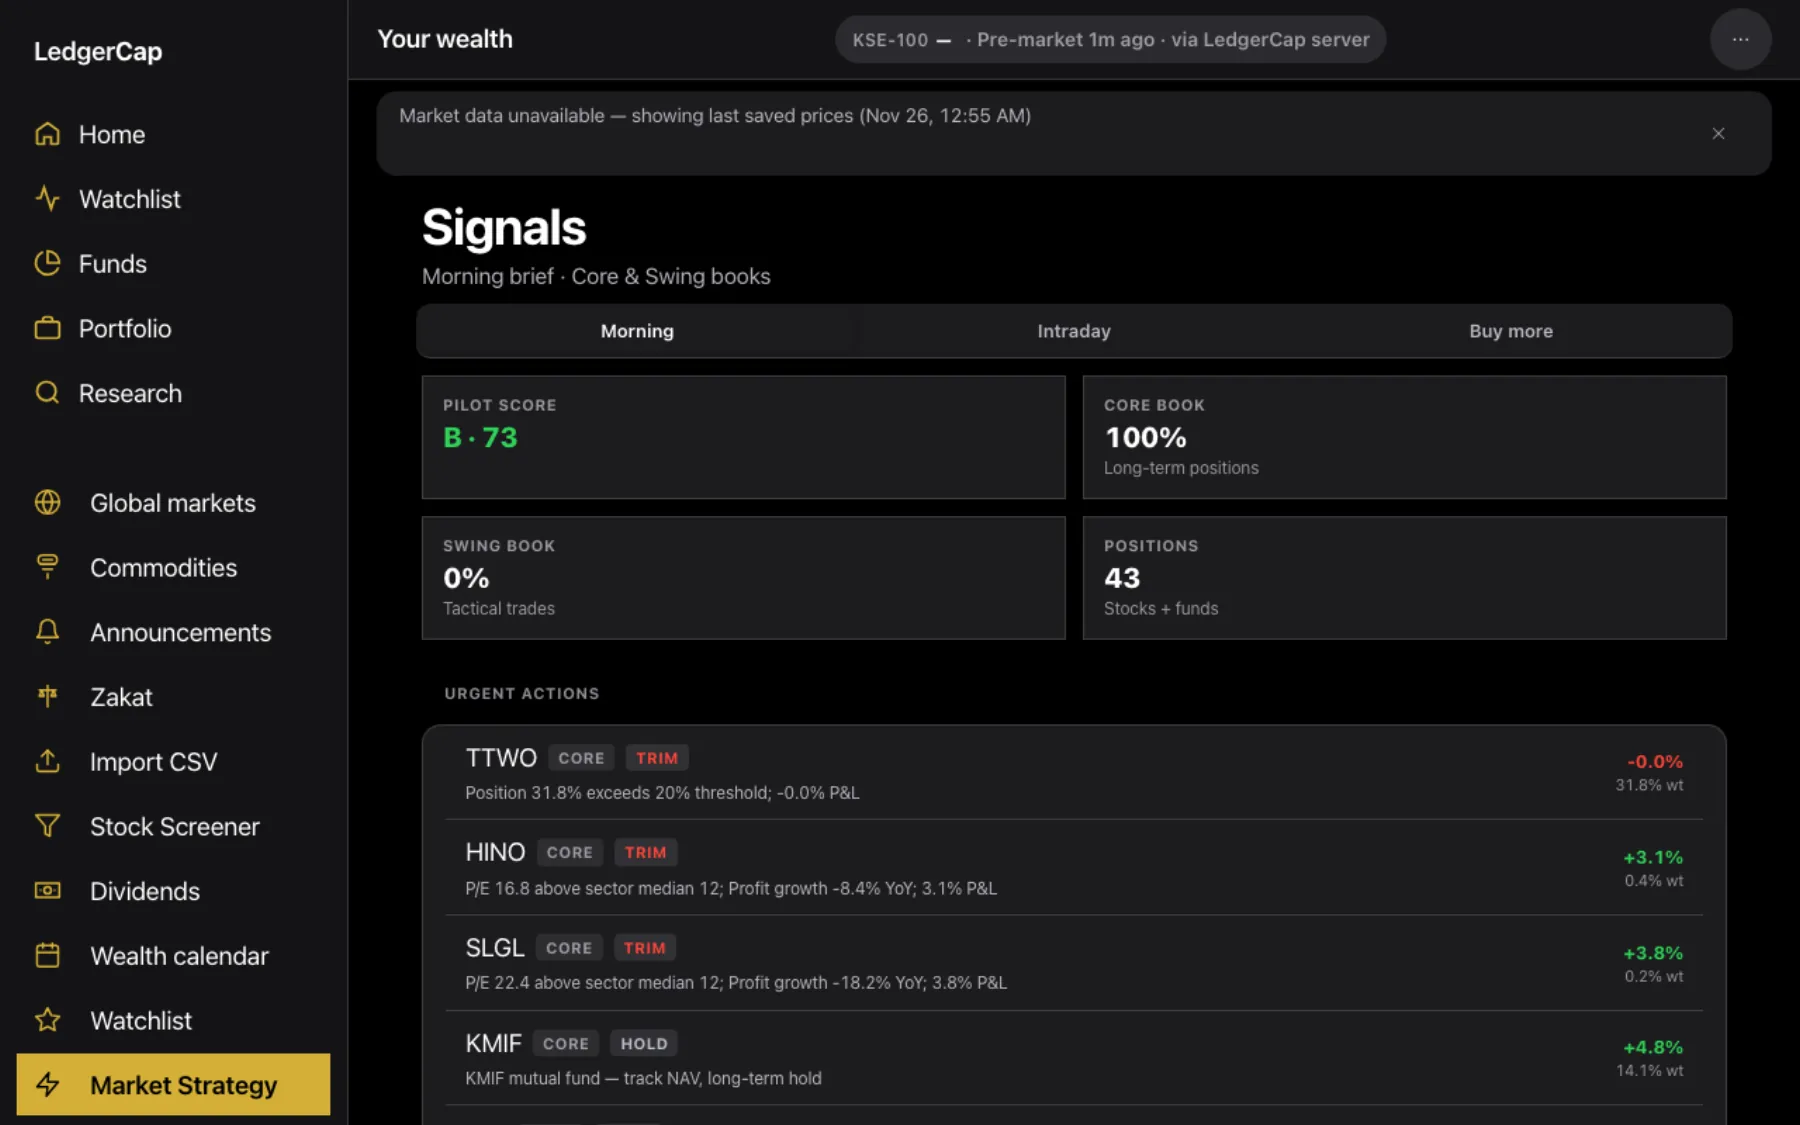 LedgerCap
Home
Watchlist
Funds
Portfolio
Research
Global markets
Commodities
Announcements
Zakat
Import CSV
Stock Screener
Dividends
Wealth calendar
Watchlist
Market Strategy
Your wealth
KSE-100 — · Pre-market 1m ago · via LedgerCap server
Market data unavailable — showing last saved prices (Nov 26, 12:55 AM)
Signals
Morning brief · Core & Swing books
Morning
Intraday
Buy more
PILOT SCORE
B · 73
CORE BOOK
100%
Long-term positions
SWING BOOK
0%
Tactical trades
POSITIONS
43
Stocks + funds
URGENT ACTIONS
TTWO CORE TRIM
Position 31.8% exceeds 20% threshold; -0.0% P&L
-0.0%
31.8% wt
HINO CORE TRIM
P/E 16.8 above sector median 12; Profit growth -8.4% YoY; 3.1% P&L
+3.1%
0.4% wt
SLGL CORE TRIM
P/E 22.4 above sector median 12; Profit growth -18.2% YoY; 3.8% P&L
+3.8%
0.2% wt
KMIF CORE HOLD
KMIF mutual fund — track NAV, long-term hold
+4.8%
14.1% wt